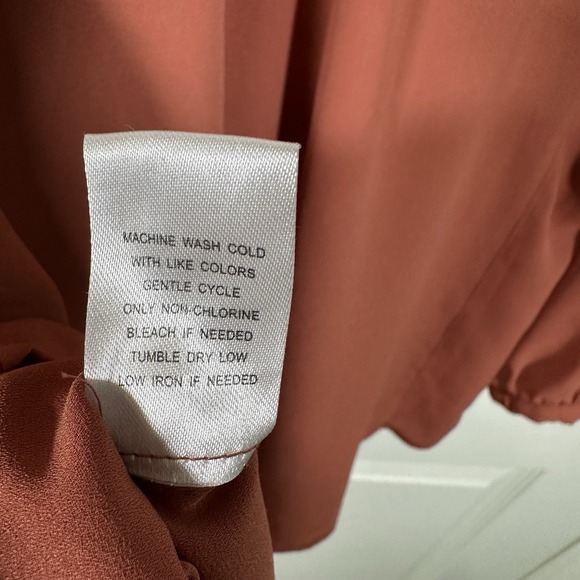 MACHINE WASH COLD
WITH LIKE COLORS
GENTLE CYCLE
ONLY NON-CHLORINE
BLEACH IF NEEDED
TUMBLE DRY LOW
LOW IRON IF NEEDED